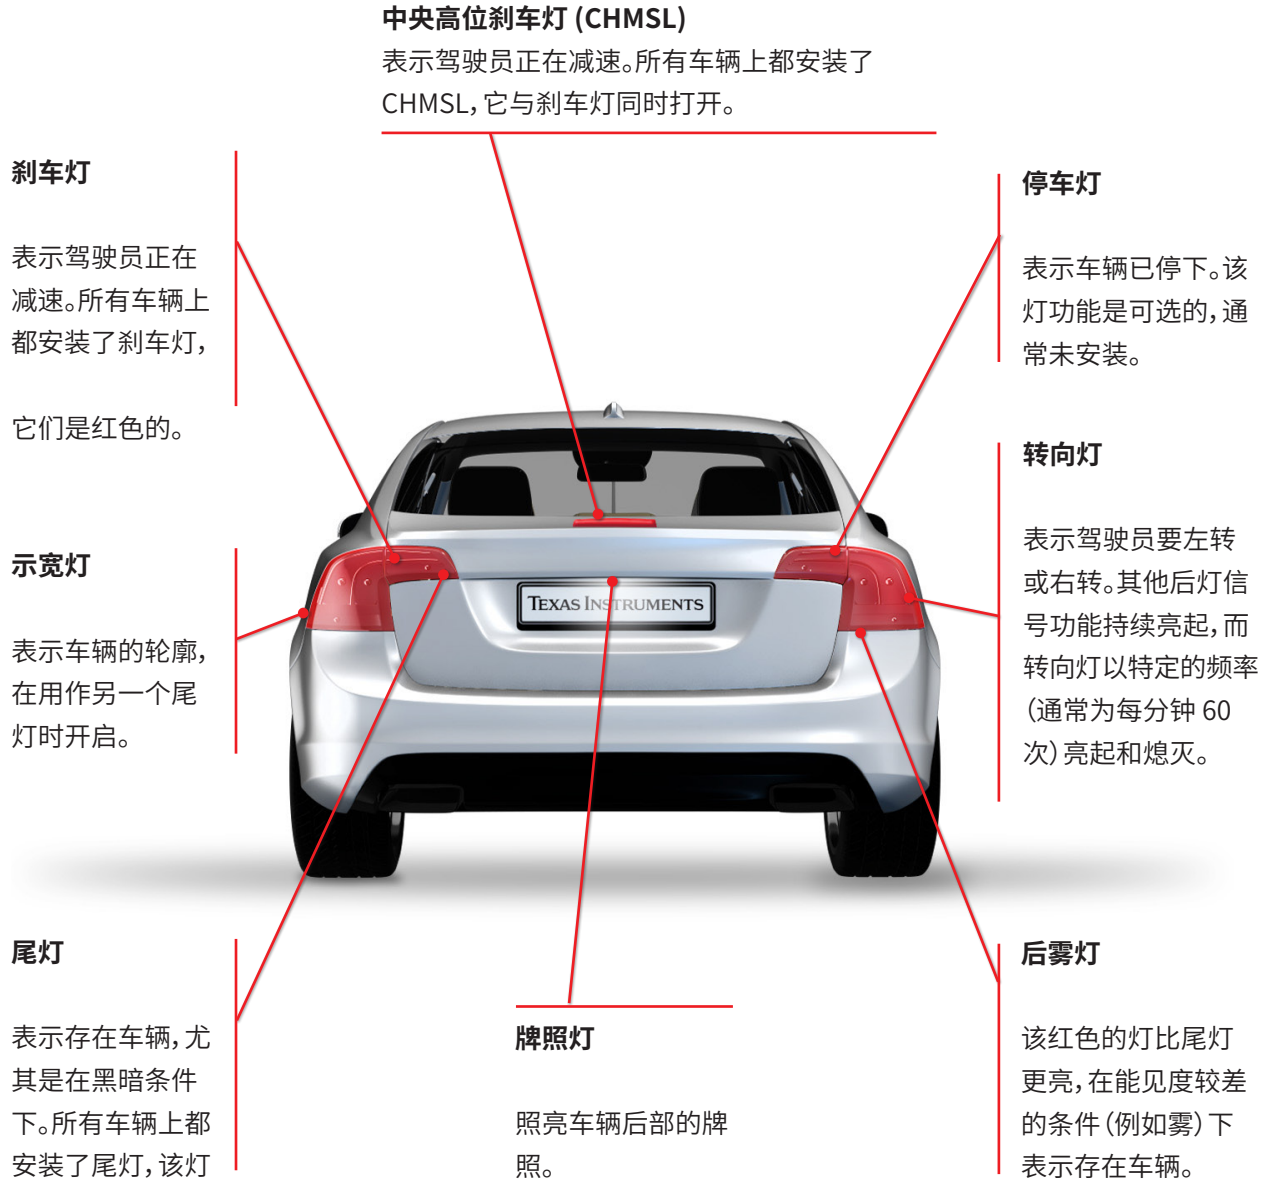 中央高位刹车灯 (CHMSL)
表示驾驶员正在减速。所有车辆上都安装了
CHMSL，它与刹车灯同时打开。
刹车灯
表示驾驶员正在
减速。所有车辆上
都安装了刹车灯，
它们是红色的。
停车灯
表示车辆已停下。该
灯功能是可选的，通
常未安装。
示宽灯
表示车辆的轮廓，
在用作另一个尾
灯时开启。
转向灯
表示驾驶员要左转
或右转。其他后灯信
号功能持续亮起，而
转向灯以特定的频率
（通常为每分钟 60
次）亮起和熄灭。
TEXAS INSTRUMENTS
尾灯
表示存在车辆，尤
其是在黑暗条件
下。所有车辆上都
安装了尾灯，该灯
牌照灯
照亮车辆后部的牌
照。
后雾灯
该红色的灯比尾灯
更亮，在能见度较差
的条件（例如雾）下
表示存在车辆。